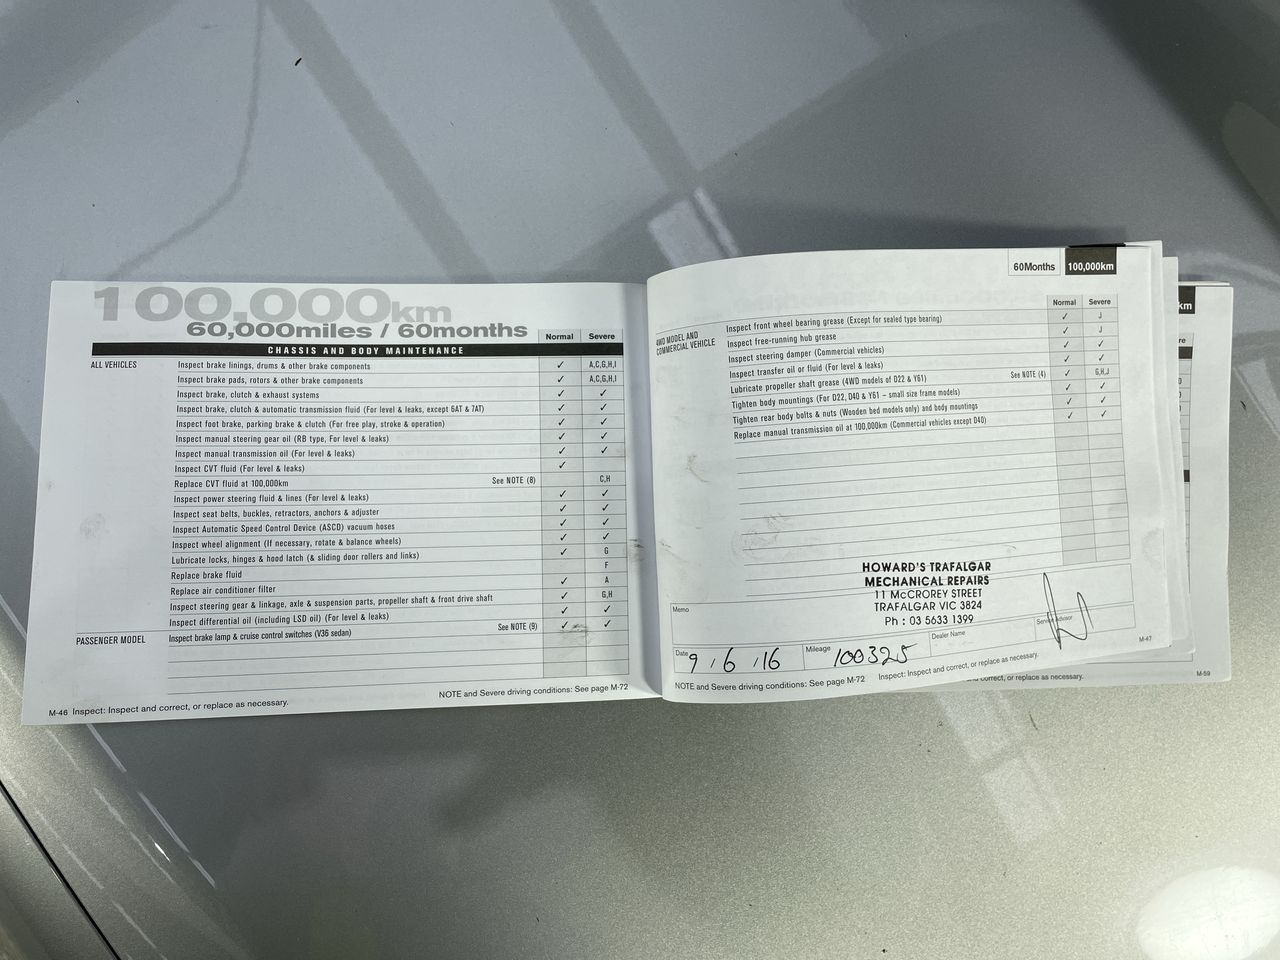 100,000km
60,000miles / 60months
Normal Severe
CHASSIS AND BODY MAINTENANCE
ALL VEHICLES Inspect brake linings, drums & other brake components ✓ A,C,G,H,I
Inspect brake pads, rotors & other brake components ✓ A,C,G,H,I
Inspect brake, clutch & exhaust systems ✓ ✓
Inspect brake, clutch & automatic transmission fluid (For level & leaks, except 6AT & 7AT) ✓ ✓
Inspect foot brake, parking brake & clutch (For free play, stroke & operation) ✓ ✓
Inspect manual steering gear oil (RB type, For level & leaks) ✓ ✓
Inspect manual transmission oil (For level & leaks) ✓ ✓
Inspect CVT fluid (For level & leaks) ✓
Replace CVT fluid at 100,000km See NOTE (8) C,H
Inspect power steering fluid & lines (For level & leaks) ✓ ✓
Inspect seat belts, buckles, retractors, anchors & adjuster ✓ ✓
Inspect Automatic Speed Control Device (ASCD) vacuum hoses ✓ ✓
Inspect wheel alignment (If necessary, rotate & balance wheels) ✓ ✓
Lubricate locks, hinges & hood latch (& sliding door rollers and links) ✓ G
Replace brake fluid F
Replace air conditioner filter ✓ A
Inspect steering gear & linkage, axle & suspension parts, propeller shaft & front drive shaft ✓ G,H
Inspect differential oil (including LSD oil) (For level & leaks) ✓ ✓
PASSENGER MODEL Inspect brake lamp & cruise control switches (V36 sedan) See NOTE (9) ✓ ✓
NOTE and Severe driving conditions: See page M-72
M-46 Inspect: Inspect and correct, or replace as necessary.
60Months 100,000km
Normal Severe
4WD MODEL AND
COMMERCIAL VEHICLE
Inspect front wheel bearing grease (Except for sealed type bearing) ✓ J
Inspect free-running hub grease ✓ J
Inspect steering damper (Commercial vehicles) ✓ ✓
Inspect transfer oil or fluid (For level & leaks) ✓ ✓
Lubricate propeller shaft grease (4WD models of D22 & Y61) See NOTE (4) ✓ G,H,J
Tighten body mountings (For D22, D40 & Y61 – small size frame models) ✓ ✓
Tighten rear body bolts & nuts (Wooden bed models only) and body mountings ✓ ✓
Replace manual transmission oil at 100,000km (Commercial vehicles except D40) ✓ ✓
HOWARD'S TRAFALGAR
MECHANICAL REPAIRS
11 McCROREY STREET
TRAFALGAR VIC 3824
Ph : 03 5633 1399
Memo
Date 9 / 6 / 16 Mileage 100325 Dealer Name Service Advisor
M-47
NOTE and Severe driving conditions: See page M-72 Inspect: Inspect and correct, or replace as necessary.
km
correct, or replace as necessary.
M-59